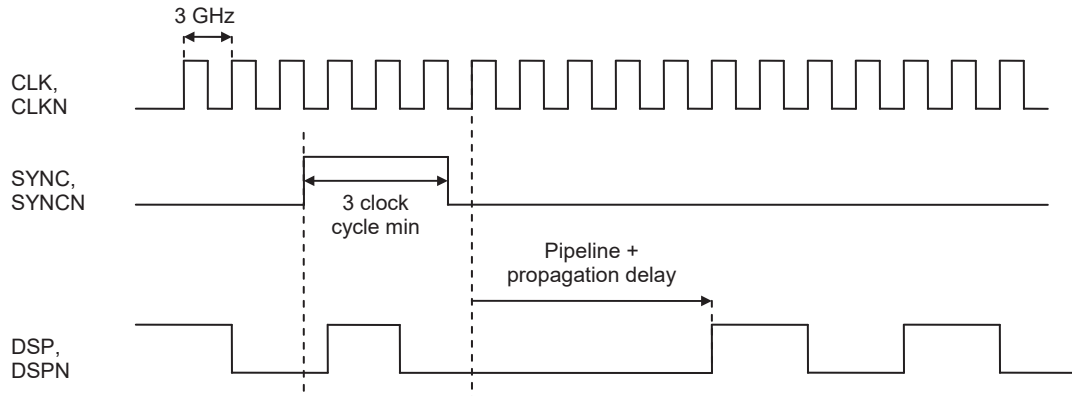 3 GHz
CLK,
CLKN
SYNC,
SYNCN
3 clock
cycle min
Pipeline +
propagation delay
DSP,
DSPN